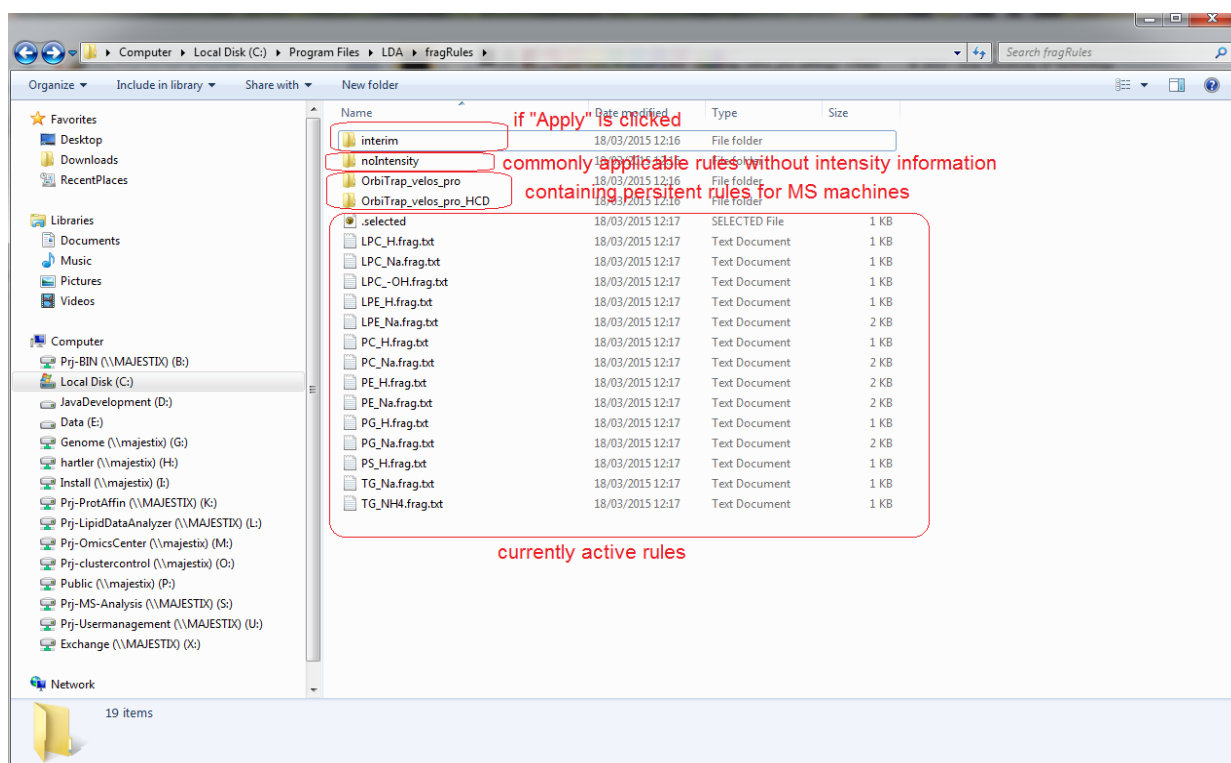 Computer ▸ Local Disk (C:) ▸ Program Files ▸ LDA ▸ fragRules ▸ Search fragRules
Organize ▾ Include in library ▾ Share with ▾ New folder
Favorites
Desktop
Downloads
RecentPlaces
Libraries
Documents
Music
Pictures
Videos
Computer
Prj-BIN (\\MAJESTIX) (B:)
Local Disk (C:)
JavaDevelopment (D:)
Data (E:)
Genome (\\majestix) (G:)
hartler (\\majestix) (H:)
Install (\\majestix) (I:)
Prj-ProtAffin (\\MAJESTIX) (K:)
Prj-LipidDataAnalyzer (\\MAJESTIX) (L:)
Prj-OmicsCenter (\\majestix) (M:)
Prj-clustercontrol (\\majestix) (O:)
Public (\\majestix) (P:)
Prj-MS-Analysis (\\MAJESTIX) (S:)
Prj-Usermanagement (\\MAJESTIX) (U:)
Exchange (\\MAJESTIX) (X:)
Network
Name Date modified Type Size
if "Apply" is clicked
interim 18/03/2015 12:16 File folder
noIntensity 18/03/2015 12:16 File folder
commonly applicable rules without intensity information
OrbiTrap_velos_pro 18/03/2015 12:16 File folder
containing persitent rules for MS machines
OrbiTrap_velos_pro_HCD 18/03/2015 12:16 File folder
.selected 18/03/2015 12:17 SELECTED File 1 KB
LPC_H.frag.txt 18/03/2015 12:17 Text Document 1 KB
LPC_Na.frag.txt 18/03/2015 12:17 Text Document 1 KB
LPC_-OH.frag.txt 18/03/2015 12:17 Text Document 1 KB
LPE_H.frag.txt 18/03/2015 12:17 Text Document 1 KB
LPE_Na.frag.txt 18/03/2015 12:17 Text Document 2 KB
PC_H.frag.txt 18/03/2015 12:17 Text Document 1 KB
PC_Na.frag.txt 18/03/2015 12:17 Text Document 2 KB
PE_H.frag.txt 18/03/2015 12:17 Text Document 2 KB
PE_Na.frag.txt 18/03/2015 12:17 Text Document 2 KB
PG_H.frag.txt 18/03/2015 12:17 Text Document 1 KB
PG_Na.frag.txt 18/03/2015 12:17 Text Document 2 KB
PS_H.frag.txt 18/03/2015 12:17 Text Document 1 KB
TG_Na.frag.txt 18/03/2015 12:17 Text Document 1 KB
TG_NH4.frag.txt 18/03/2015 12:17 Text Document 1 KB
currently active rules
19 items